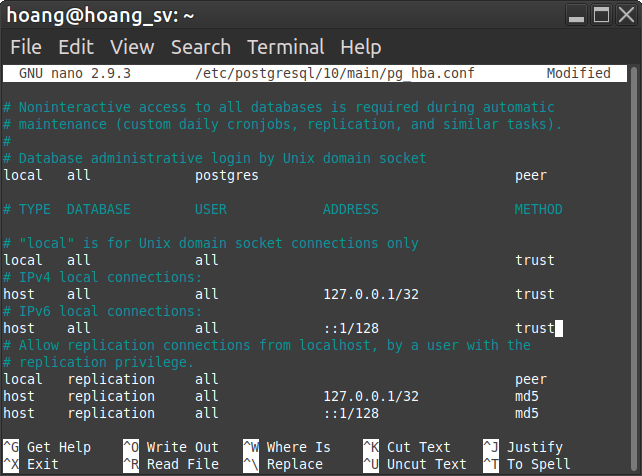 hoang@hoang_sv: ~
File Edit View Search Terminal Help
GNU nano 2.9.3 /etc/postgresql/10/main/pg_hba.conf Modified
# Noninteractive access to all databases is required during automatic
# maintenance (custom daily cronjobs, replication, and similar tasks).
#
# Database administrative login by Unix domain socket
local all postgres peer
# TYPE DATABASE USER ADDRESS METHOD
# "local" is for Unix domain socket connections only
local all all trust
# IPv4 local connections:
host all all 127.0.0.1/32 trust
# IPv6 local connections:
host all all ::1/128 trust
# Allow replication connections from localhost, by a user with the
# replication privilege.
local replication all peer
host replication all 127.0.0.1/32 md5
host replication all ::1/128 md5
^G Get Help ^O Write Out ^W Where Is ^K Cut Text ^J Justify
^X Exit ^R Read File ^\ Replace ^U Uncut Text ^T To Spell